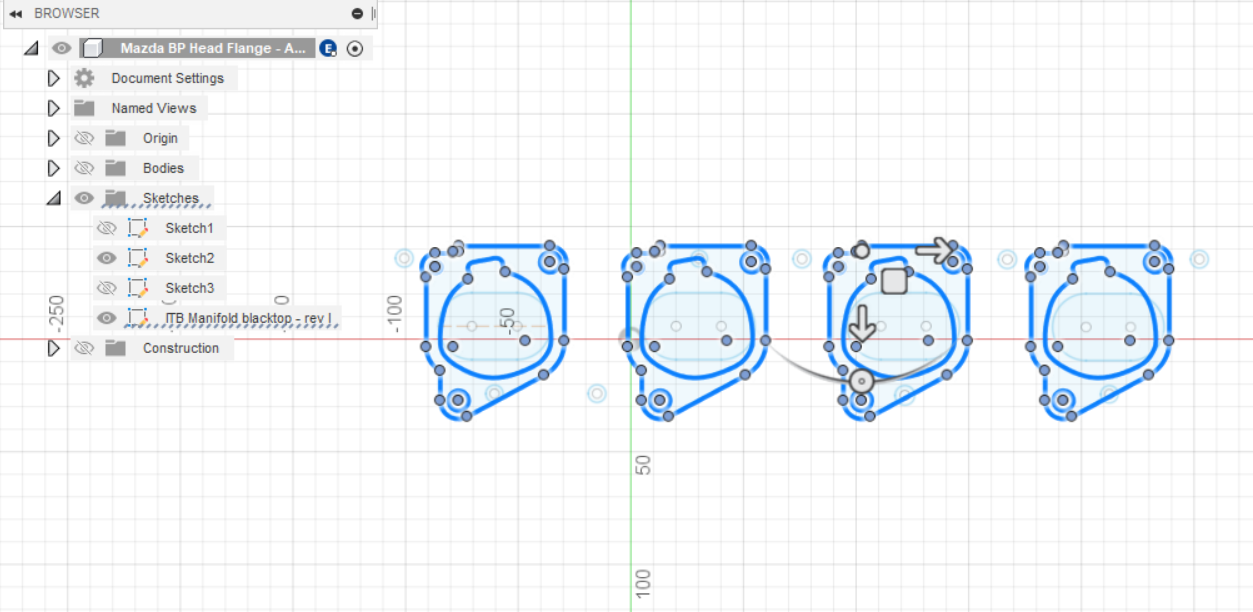 BROWSER
Mazda BP Head Flange - A...
E
Document Settings
Named Views
Origin
Bodies
Sketches
Sketch1
Sketch2
Sketch3
ITB Manifold blacktop - rev I
Construction
-250
0
-100
-50
50
100